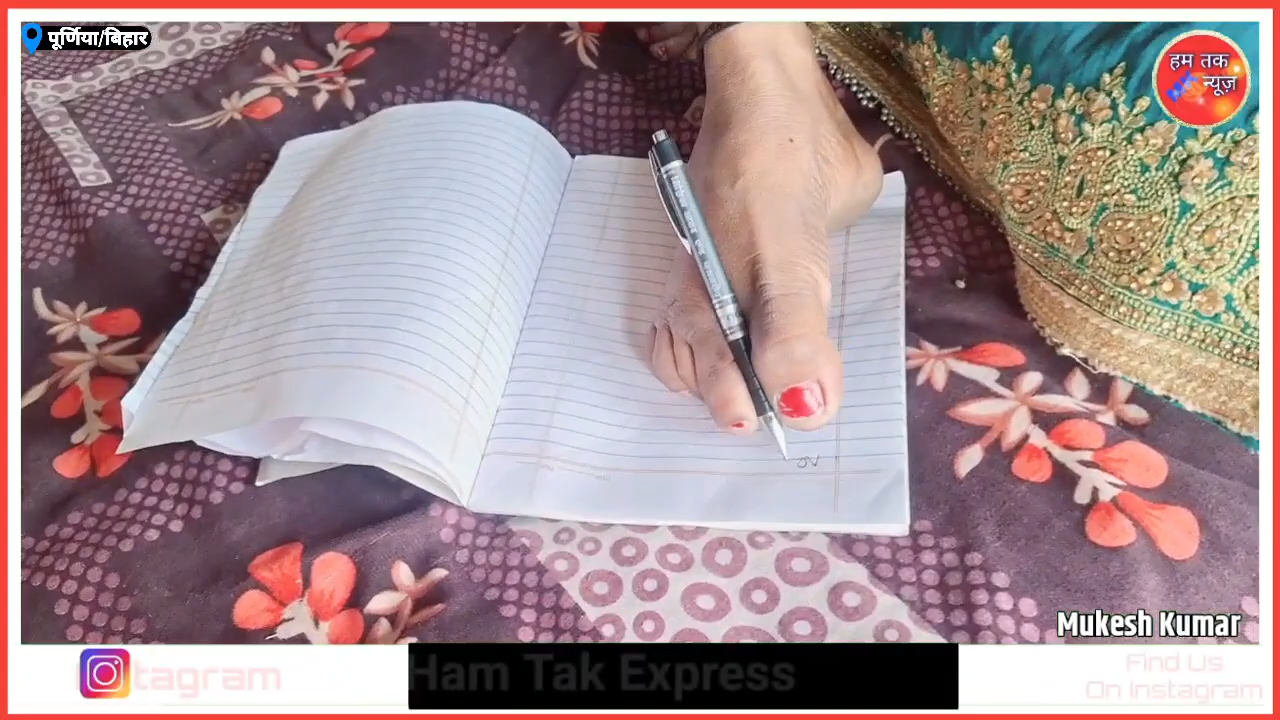 पूर्णिया/बिहार
हम तक
न्यूज़
Mukesh Kumar
tagram
Ham Tak Express
Find Us
On Instagram